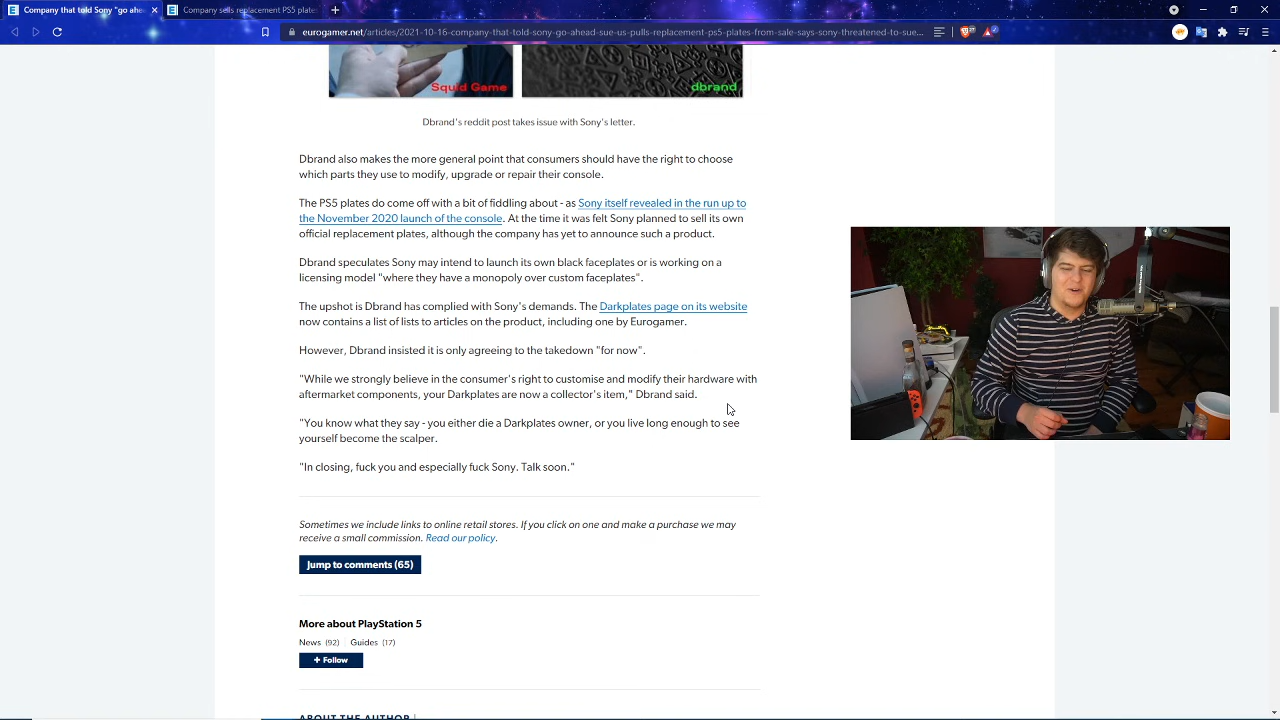 Company that told Sony "go ahe
Company sells replacement PS5 plates
eurogamer.net/articles/2021-10-16-company-that-told-sony-go-ahead-sue-us-pulls-replacement-ps5-plates-from-sale-says-sony-threatened-to-sue...
Squid Game
dbrand
Dbrand's reddit post takes issue with Sony's letter.
Dbrand also makes the more general point that consumers should have the right to choose
which parts they use to modify, upgrade or repair their console.
The PS5 plates do come off with a bit of fiddling about - as Sony itself revealed in the run up to
the November 2020 launch of the console. At the time it was felt Sony planned to sell its own
official replacement plates, although the company has yet to announce such a product.
Dbrand speculates Sony may intend to launch its own black faceplates or is working on a
licensing model "where they have a monopoly over custom faceplates".
The upshot is Dbrand has complied with Sony's demands. The Darkplates page on its website
now contains a list of lists to articles on the product, including one by Eurogamer.
However, Dbrand insisted it is only agreeing to the takedown "for now".
"While we strongly believe in the consumer's right to customise and modify their hardware with
aftermarket components, your Darkplates are now a collector's item," Dbrand said.
"You know what they say - you either die a Darkplates owner, or you live long enough to see
yourself become the scalper.
"In closing, fuck you and especially fuck Sony. Talk soon."
Sometimes we include links to online retail stores. If you click on one and make a purchase we may
receive a small commission. Read our policy.
Jump to comments (65)
More about PlayStation 5
News (92) Guides (17)
+ Follow
ABOUT THE AUTHOR